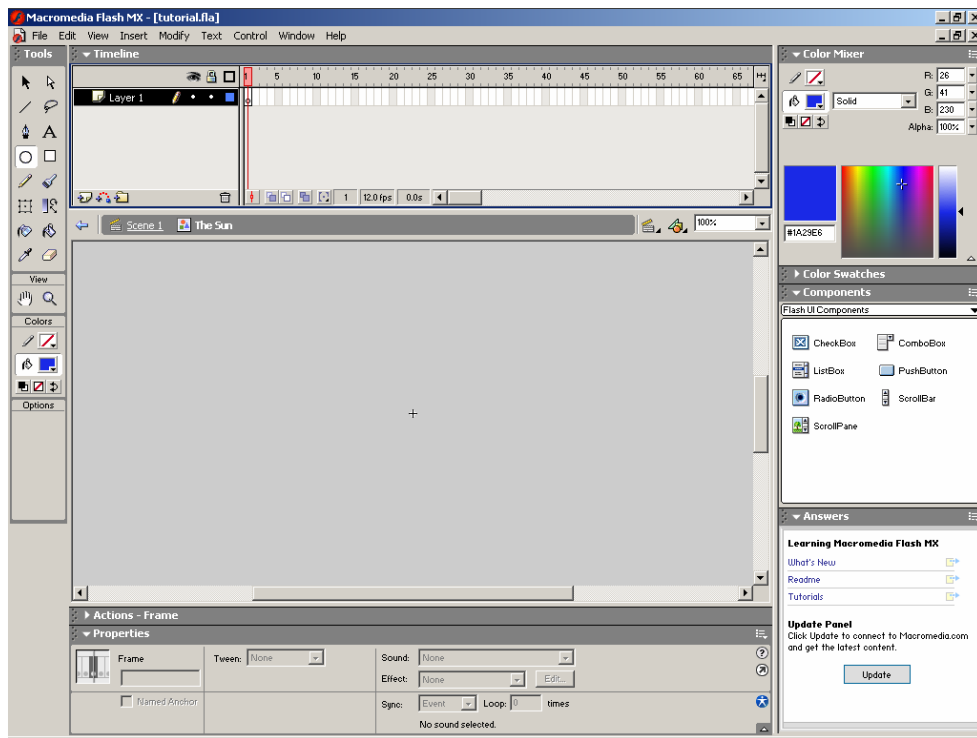 Macromedia Flash MX - [tutorial.fla]
File Edit View Insert Modify Text Control Window Help
Tools
Timeline
1 5 10 15 20 25 30 35 40 45 50 55 60 65
Layer 1
1 12.0 fps 0.0s
Scene 1 The Sun 100%
View
Colors
Options
Actions - Frame
Properties
Frame
Tween: None
Sound: None
Effect: None Edit...
Named Anchor
Sync: Event Loop: 0 times
No sound selected.
Color Mixer
R: 26
Solid
G: 41
B: 230
Alpha: 100%
#1A29E6
Color Swatches
Components
Flash UI Components
CheckBox ComboBox
ListBox PushButton
RadioButton ScrollBar
ScrollPane
Answers
Learning Macromedia Flash MX
What's New
Readme
Tutorials
Update Panel
Click Update to connect to Macromedia.com
and get the latest content.
Update